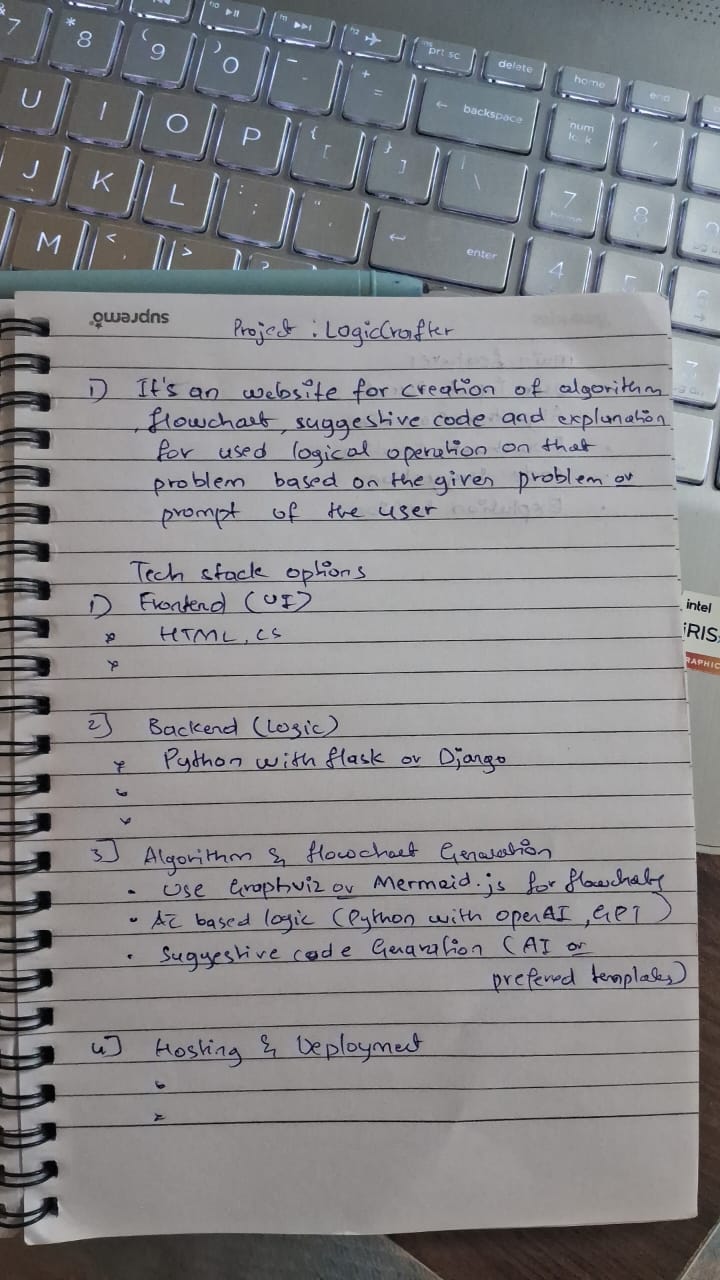 no ▶||
m ▶▶|
prt sc
delete
home
end
7
* 8
( 9
) 0
- -
+ =
← backspace
num
U I O P { [ } ] | \
7
8
J K L : ; " '
← enter
4
5
M < , > . ?
Supremo
Project : LogicCrafter
1) It's an website for creation of algorithm
, flowchart, suggestive code and explanation
for used logical operation on that
problem based on the given problem or
prompt of the user
Tech stack options
1) Frontend (UI)
* HTML, CS
*
2] Backend (Logic)
* Python with flask or Django
3] Algorithm & flowchart Generation
• Use Graphviz or Mermaid.js for flowcharts
• AI based logic (Python with openAI, GPT)
• Suggestive code Generation (AI or
prefered templates)
4] Hosting & Deployment
intel
iRIS
RAPHIC